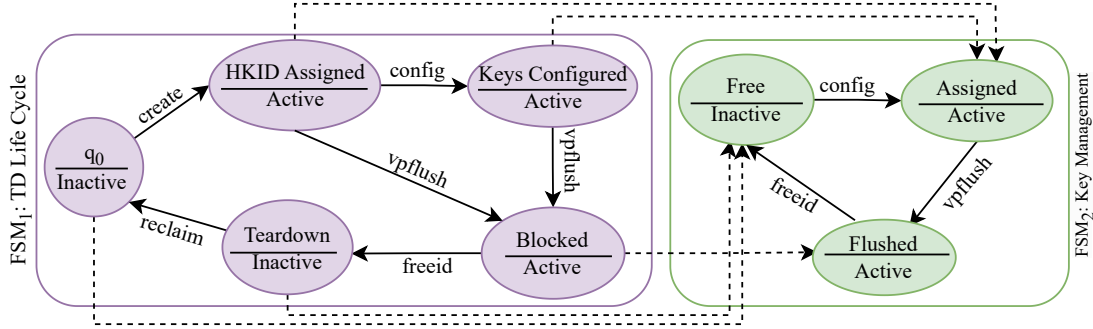 FSM1: TD Life Cycle
q0
Inactive
create
HKID Assigned
Active
config
Keys Configured
Active
vpflush
vpflush
Blocked
Active
freeid
Teardown
Inactive
reclaim
Free
Inactive
config
Assigned
Active
vpflush
Flushed
Active
freeid
FSM2: Key Management